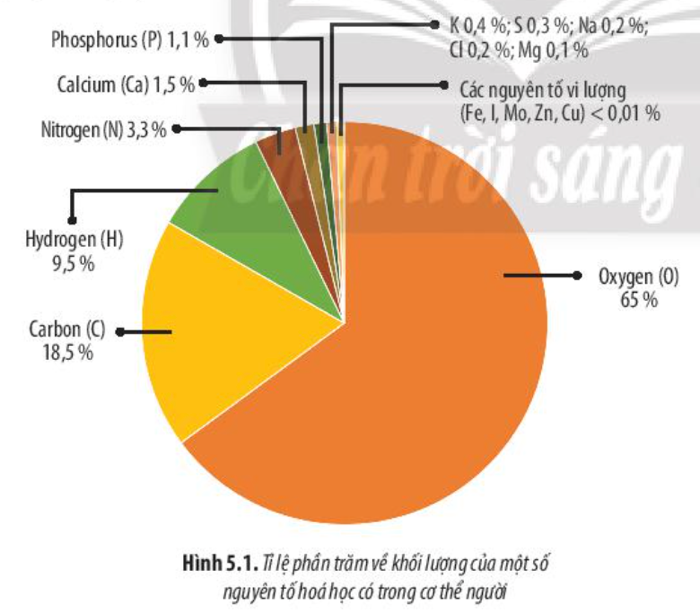 K 0,4 %; S 0,3 %; Na 0,2 %;
Cl 0,2 %; Mg 0,1 %
Phosphorus (P) 1,1 %
Calcium (Ca) 1,5 %
Các nguyên tố vi lượng
(Fe, I, Mo, Zn, Cu) < 0,01 %
Nitrogen (N) 3,3 %
Chân trời sáng
Hydrogen (H)
9,5 %
Oxygen (O)
65 %
Carbon (C)
18,5 %
Hình 5.1. Tỉ lệ phần trăm về khối lượng của một số
nguyên tố hoá học có trong cơ thể người